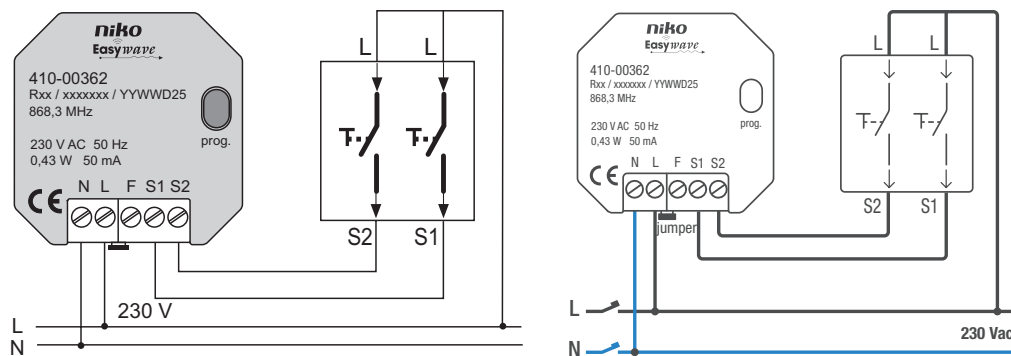 niko
Easywave
410-00362
Rxx / xxxxxxx / YYWWD25
868,3 MHz
prog.
230 V AC 50 Hz
0,43 W 50 mA
CE
N L F S1 S2
L L
S2 S1
230 V
L
N
niko
Easywave
410-00362
Rxx / xxxxxxx / YYWWD25
868,3 MHz
prog.
230 V AC 50 Hz
0,43 W 50 mA
CE
N L F S1 S2
jumper
L L
S2 S1
L
N
230 Vac